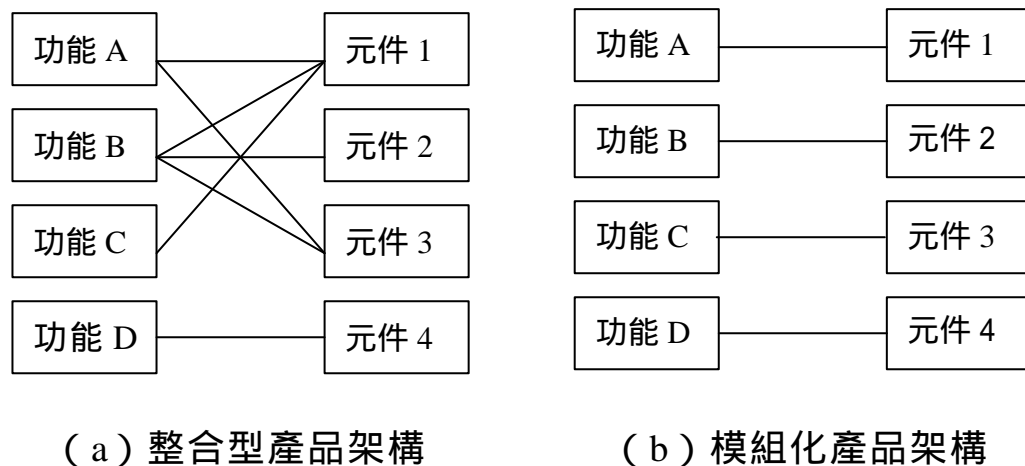 功能 A
元件 1
功能 B
元件 2
功能 C
元件 3
功能 D
元件 4
（a）整合型產品架構
功能 A
元件 1
功能 B
元件 2
功能 C
元件 3
功能 D
元件 4
（b）模組化產品架構